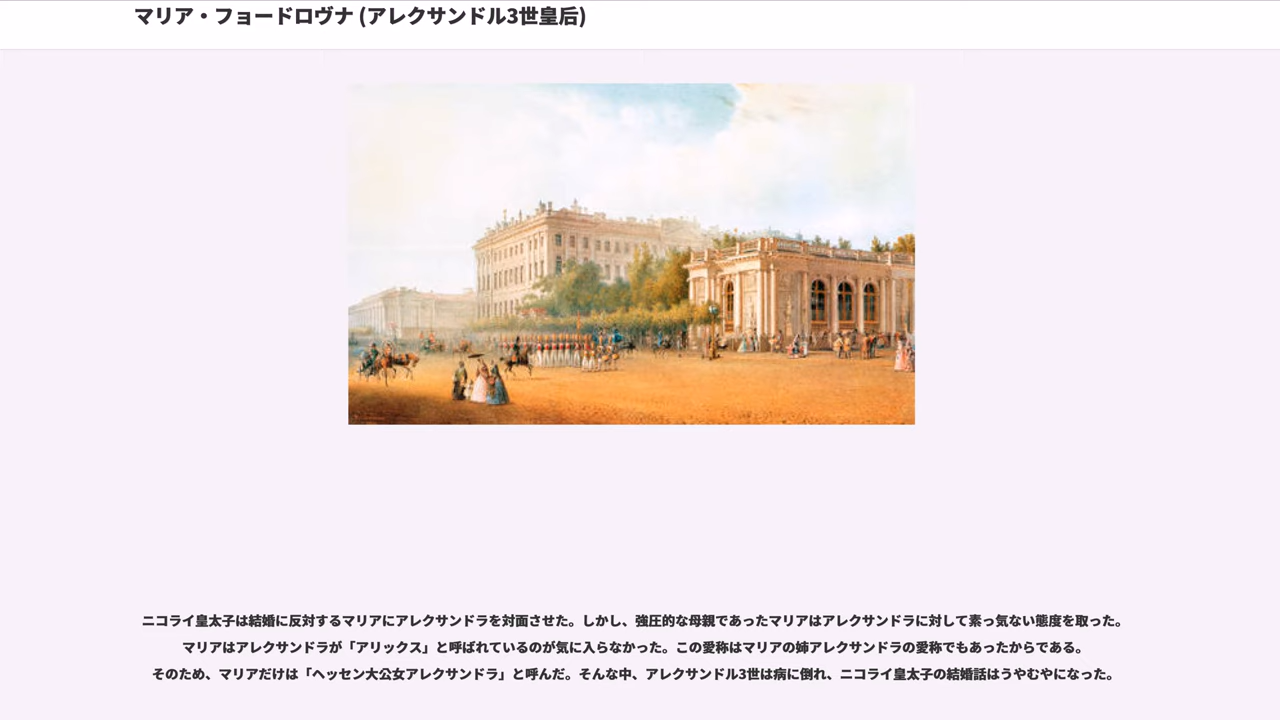 マリア・フョードロヴナ (アレクサンドル3世皇后)
ニコライ皇太子は結婚に反対するマリアにアレクサンドラを対面させた。しかし、強圧的な母親であったマリアはアレクサンドラに対して素っ気ない態度を取った。
マリアはアレクサンドラが「アリックス」と呼ばれているのが気に入らなかった。この愛称はマリアの姉アレクサンドラの愛称でもあったからである。
そのため、マリアだけは「ヘッセン大公女アレクサンドラ」と呼んだ。そんな中、アレクサンドル3世は病に倒れ、ニコライ皇太子の結婚話はうやむやになった。